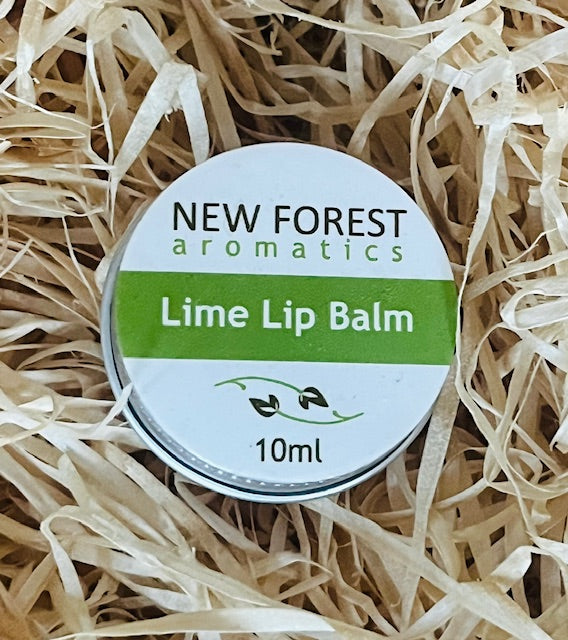 NEW FOREST
aromatics
Lime Lip Balm
10ml